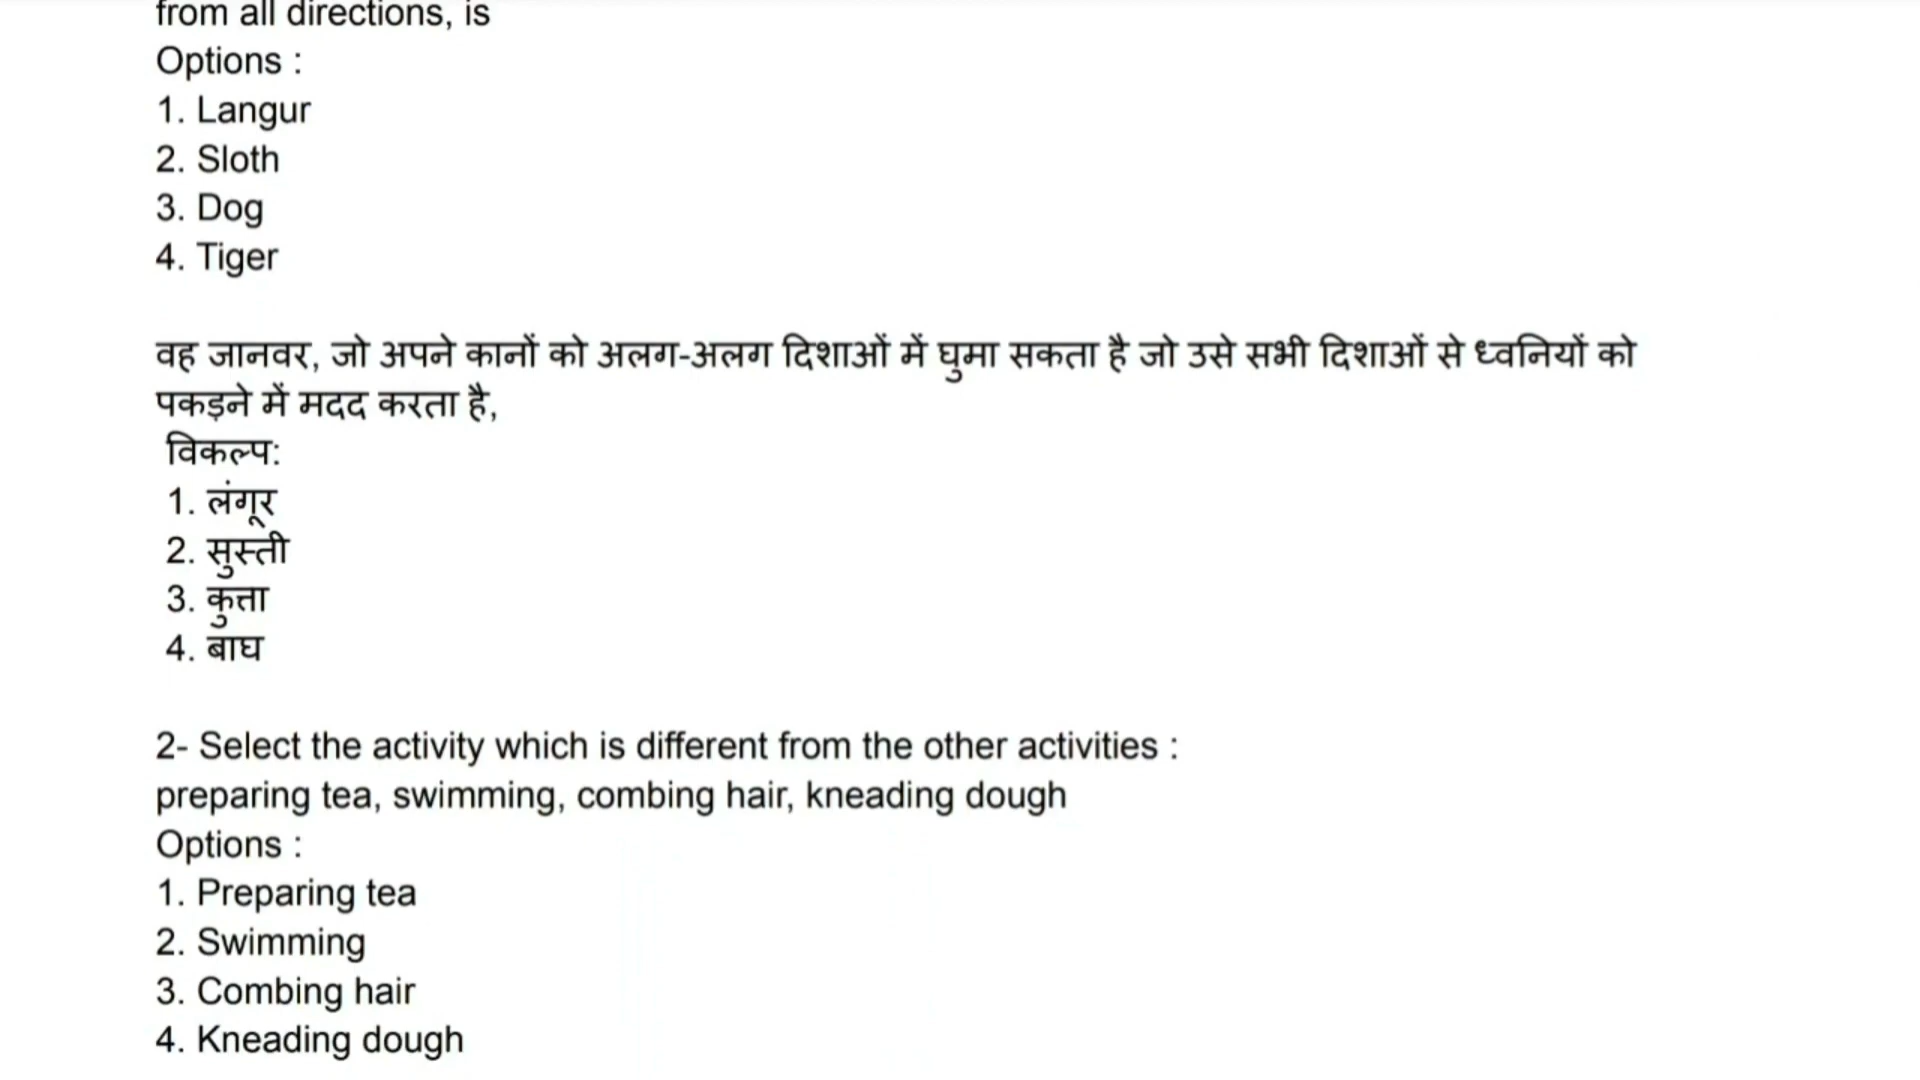 from all directions, is
Options :
1. Langur
2. Sloth
3. Dog
4. Tiger
वह जानवर, जो अपने कानों को अलग-अलग दिशाओं में घुमा सकता है जो उसे सभी दिशाओं से ध्वनियों को
पकड़ने में मदद करता है,
विकल्प:
1. लंगूर
2. सुस्ती
3. कुत्ता
4. बाघ
2- Select the activity which is different from the other activities :
preparing tea, swimming, combing hair, kneading dough
Options :
1. Preparing tea
2. Swimming
3. Combing hair
4. Kneading dough